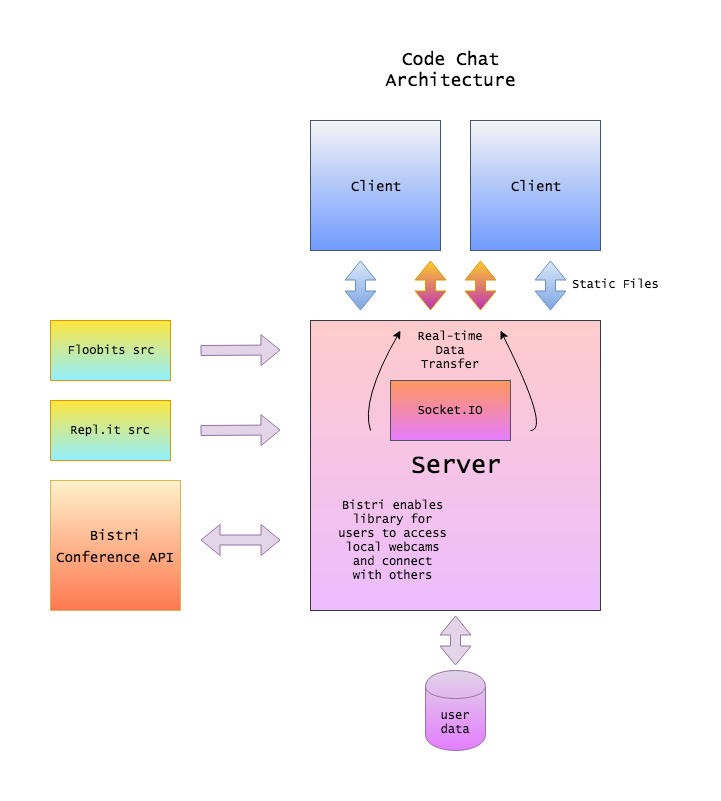 Code Chat
Architecture
Client
Client
Static Files
Floobits src
Real-time
Data
Transfer
Repl.it src
Socket.IO
Server
Bistri
Conference API
Bistri enables
library for
users to access
local webcams
and connect
with others
user
data